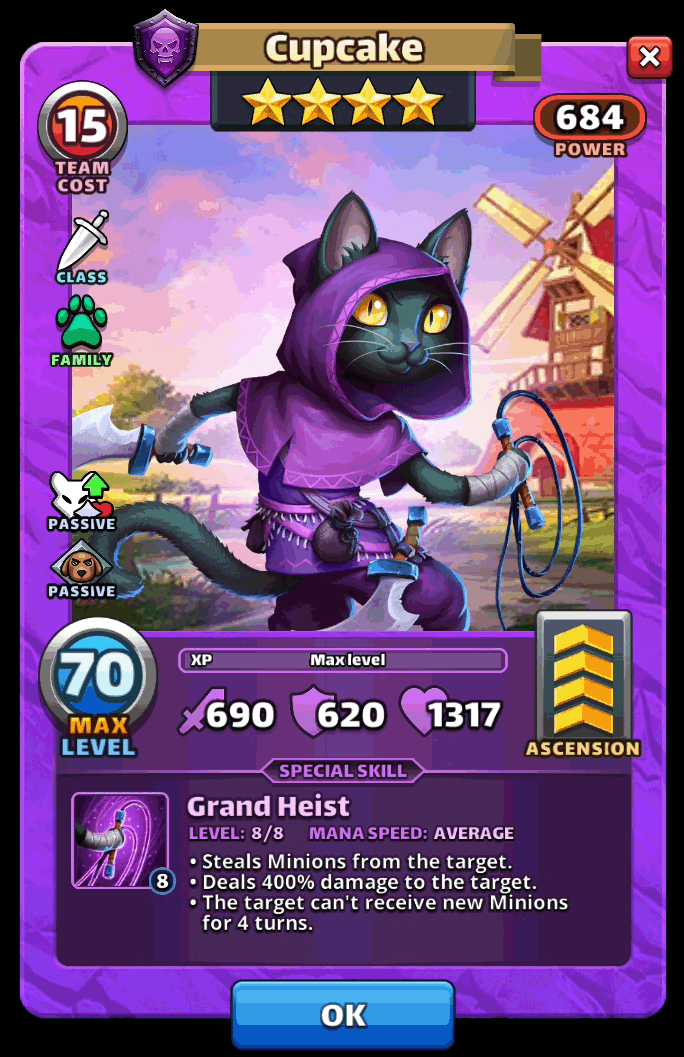 Cupcake
15
TEAM
COST
684
POWER
CLASS
FAMILY
PASSIVE
PASSIVE
70
MAX
LEVEL
XP Max level
690 620 1317
ASCENSION
SPECIAL SKILL
Grand Heist
LEVEL: 8/8 MANA SPEED: AVERAGE
8
• Steals Minions from the target.
• Deals 400% damage to the target.
• The target can't receive new Minions
for 4 turns.
OK